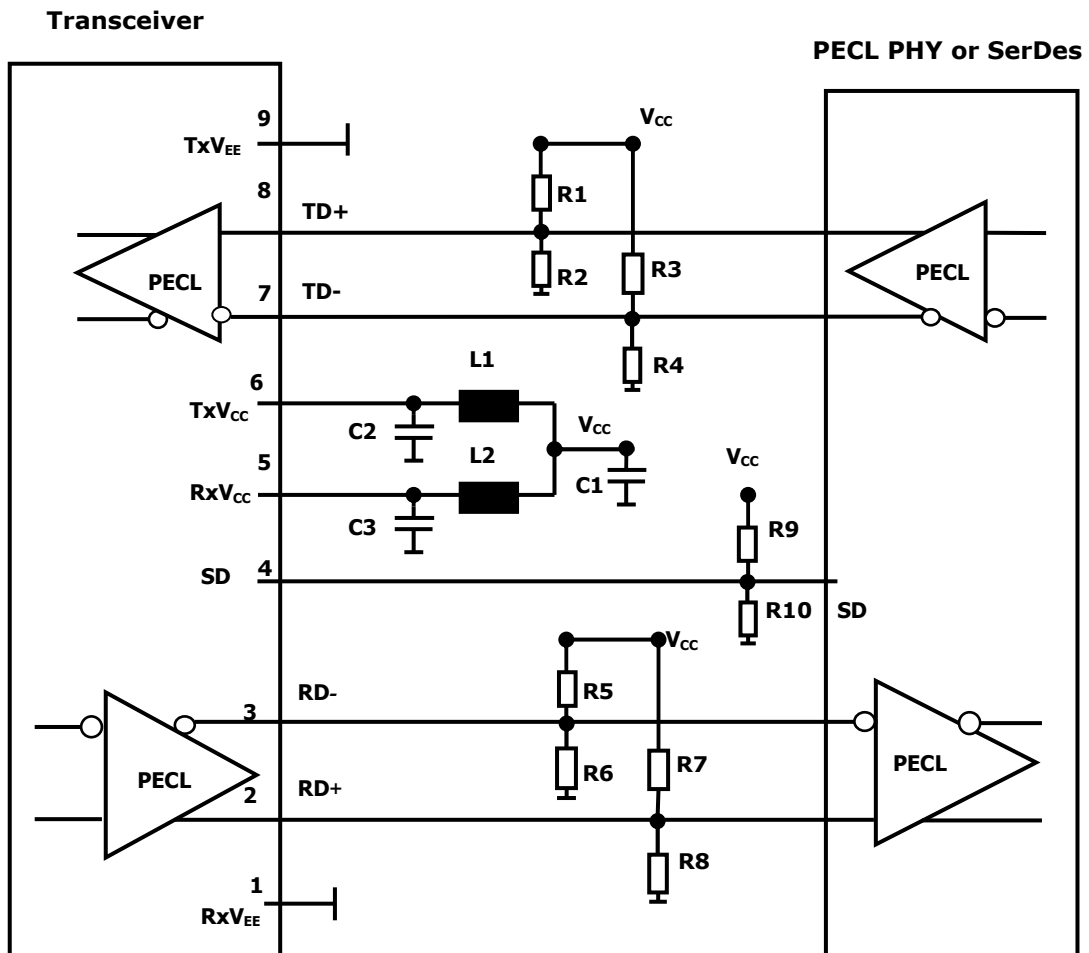 Transceiver
PECL PHY or SerDes
9
TxVEE
VCC
8
TD+
R1
PECL
R2
R3
PECL
7
TD-
R4
L1
6
TxVCC
C2
VCC
5
L2
VCC
RxVCC
C1
C3
R9
SD
4
R10
SD
VCC
RD-
R5
3
PECL
R6
R7
PECL
2
RD+
R8
1
RxVEE